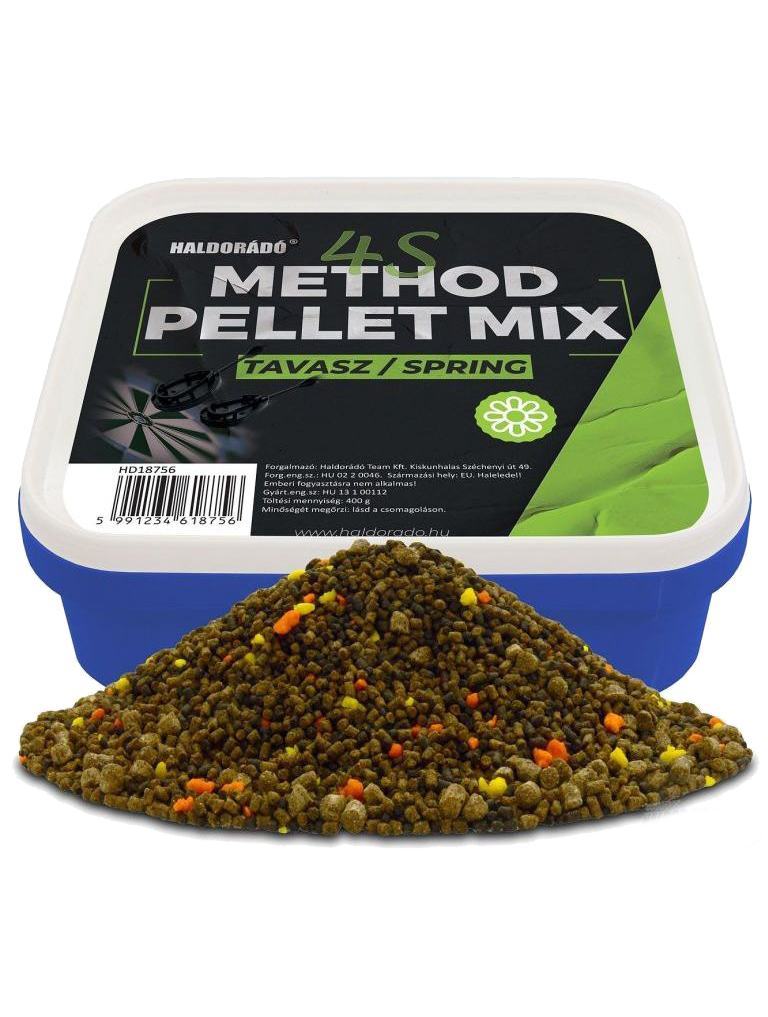 HALDORÁDÓ®
4S
METHOD
PELLET MIX
TAVASZ / SPRING
HD18756
5 991234 618756
Forgalmazó: Haldorádó Team Kft. Kiskunhalas Széchenyi út 49.
Forg.eng.sz.: HU 02 2 0046. Származási hely: EU. Haleledel!
Emberi fogyasztásra nem alkalmas!
Gyárt.eng.sz: HU 13 1 00112
Töltési mennyiség: 400 g
Minőségét megőrzi: lásd a csomagoláson.
www.haldorado.hu